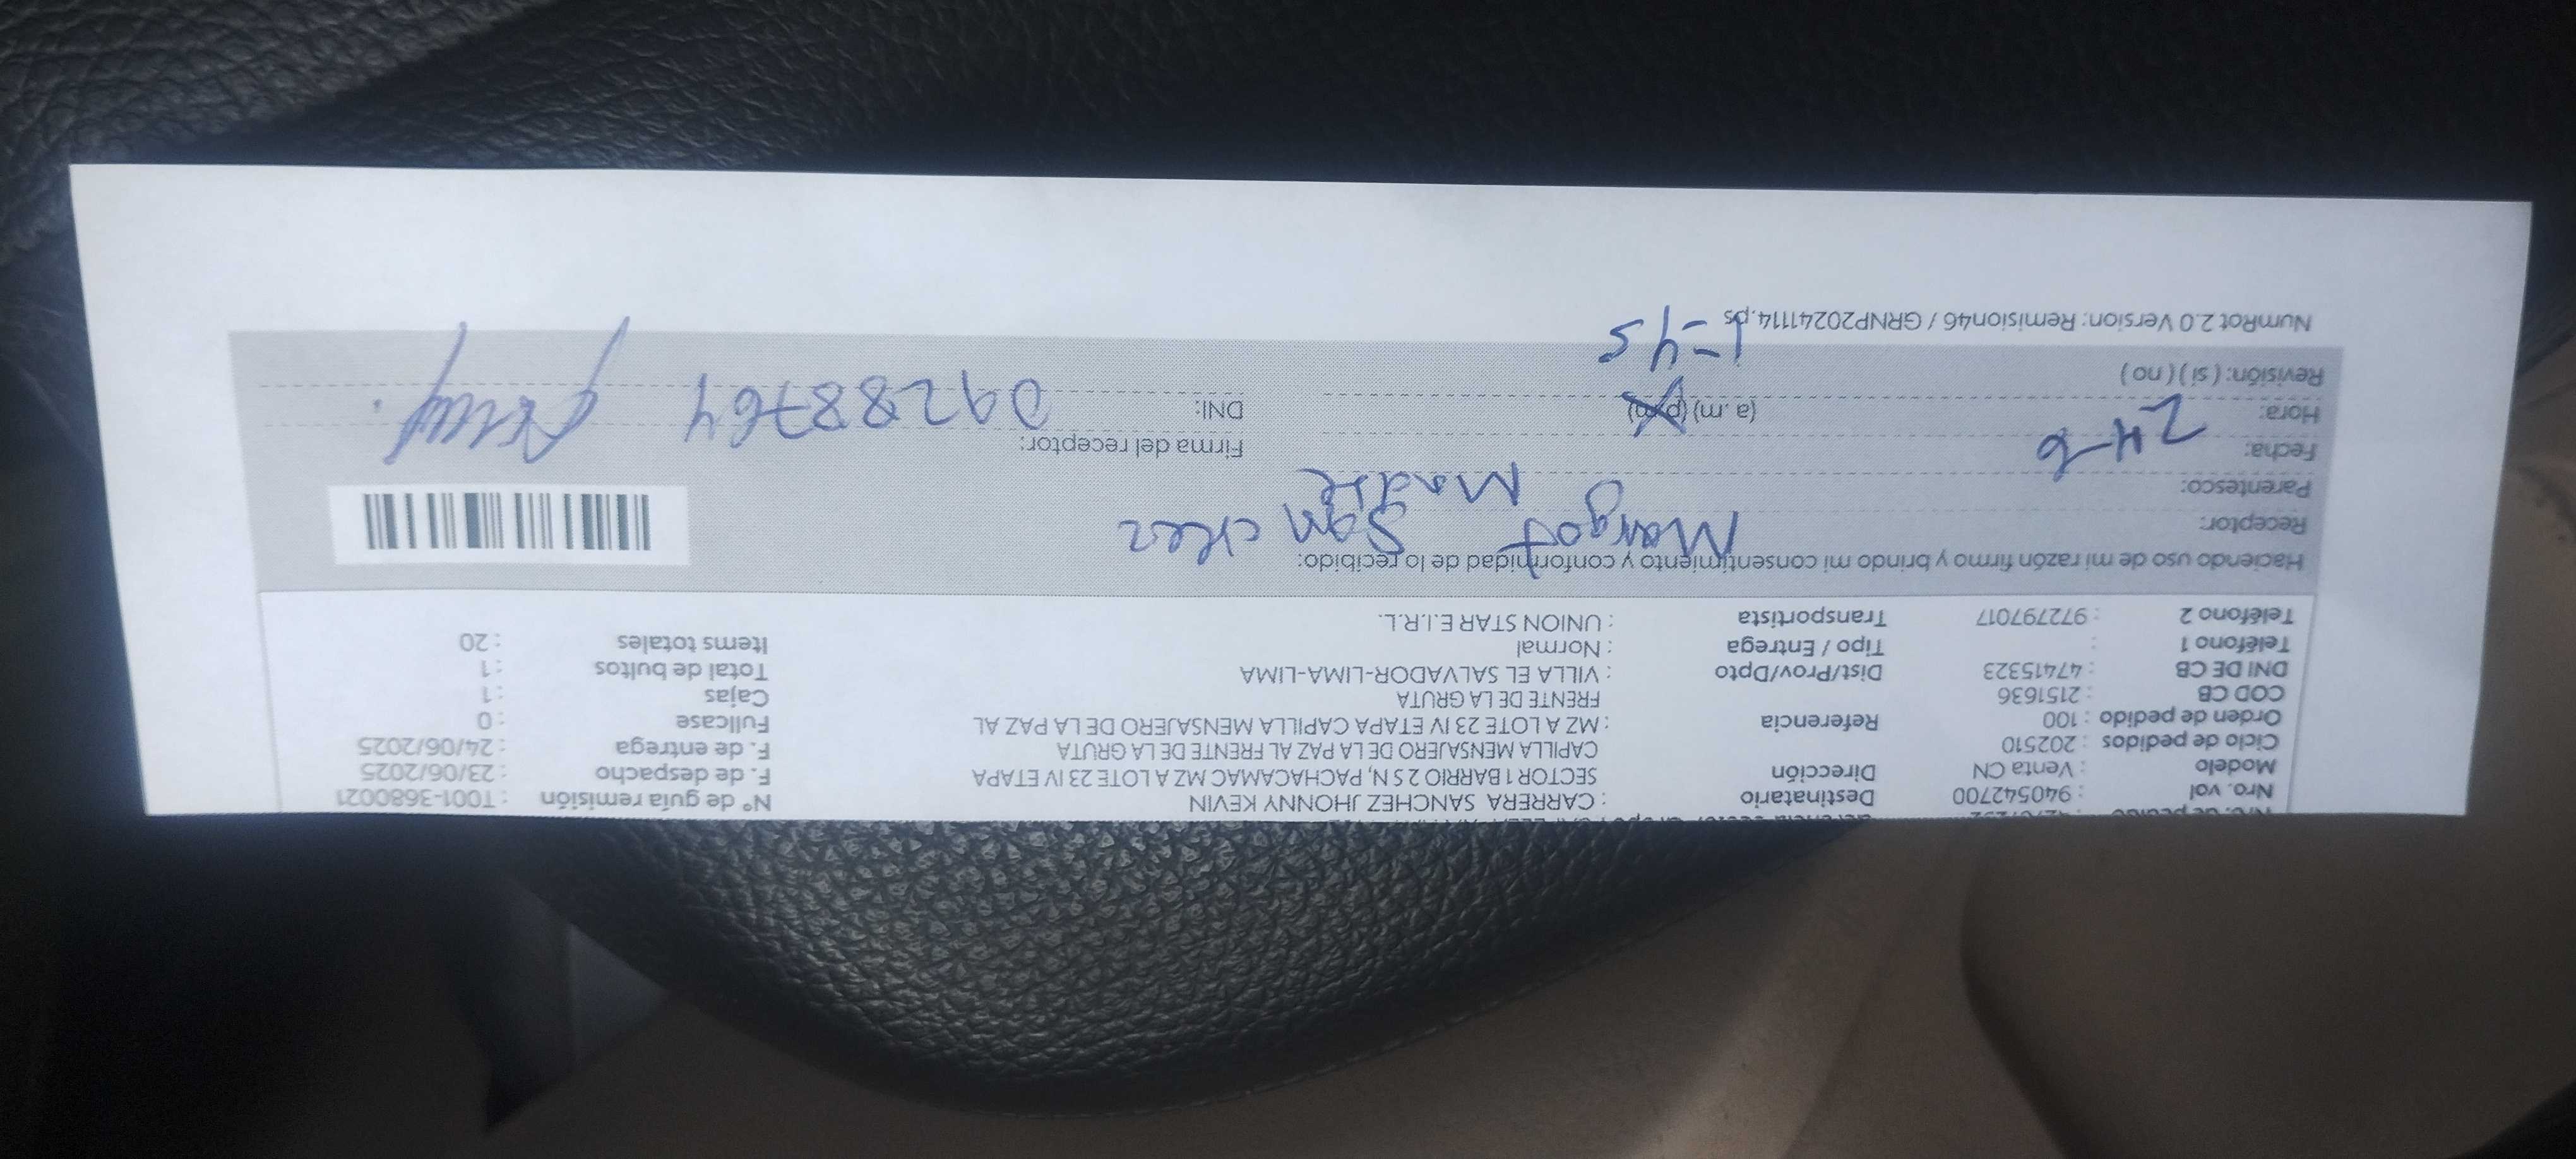 Nro. vol : 940542700 Destinatario : CARRERA SANCHEZ JHONNY KEVIN N° de guía remisión : T001-3680021
Modelo : Venta CN Dirección SECTOR 1 BARRIO 2 S N, PACHACAMAC MZ A LOTE 23 IV ETAPA F. de despacho : 23/06/2025
Ciclo de pedidos : 202510 CAPILLA MENSAJERO DE LA PAZ AL FRENTE DE LA GRUTA F. de entrega : 24/06/2025
Orden de pedido : 100 Referencia : MZ A LOTE 23 IV ETAPA CAPILLA MENSAJERO DE LA PAZ AL Fullcase : 0
COD CB : 2151636 FRENTE DE LA GRUTA Cajas : 1
DNI DE CB : 47415323 Dist/Prov/Dpto : VILLA EL SALVADOR-LIMA-LIMA Total de bultos : 1
Teléfono 1 : Tipo / Entrega : Normal Items totales : 20
Teléfono 2 : 972797017 Transportista : UNION STAR E.I.R.L.
Haciendo uso de mi razón firmo y brindo mi consentimiento y conformidad de lo recibido:
Receptor: Margot Sanchez
Parentesco: Madre
Fecha: 24-6 Firma del receptor:
Hora: (a.m) (p.m) DNI: 09288764
Revisión: ( si ) ( no ) 1-45
NumRot 2.0 Version: Remision46 / GRNP20241114.ps